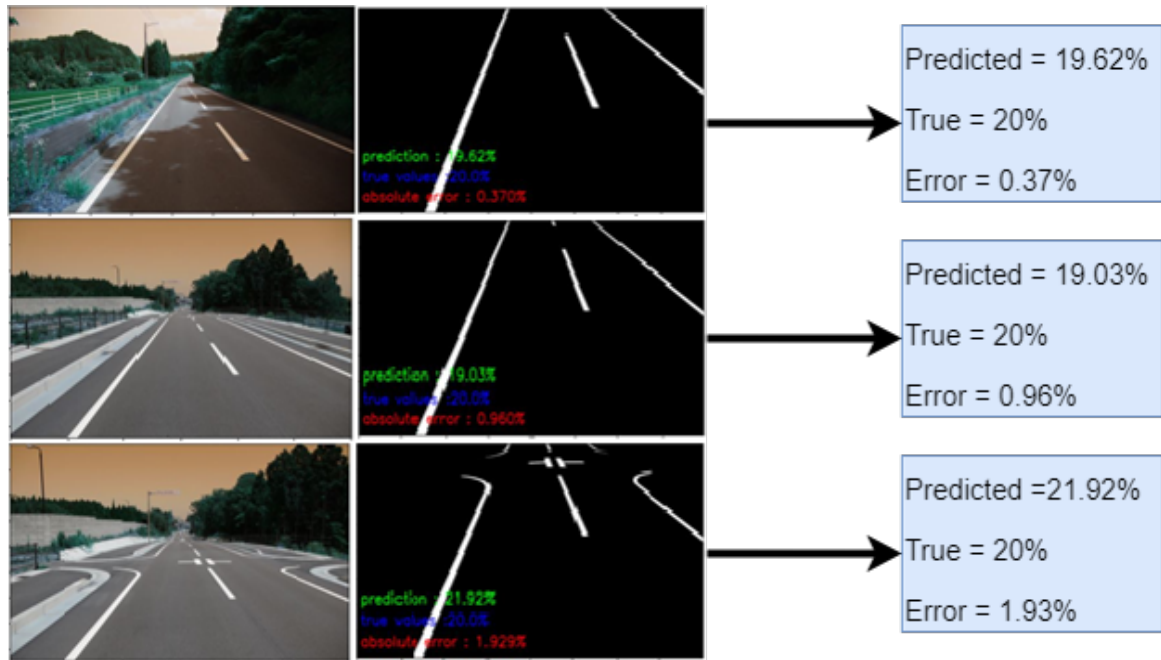 prediction : 19.62%
true values :20.0%
absolute error : 0.370%
Predicted = 19.62%
True = 20%
Error = 0.37%
prediction : 19.03%
true values :20.0%
absolute error : 0.960%
Predicted = 19.03%
True = 20%
Error = 0.96%
prediction : 21.92%
true values :20.0%
absolute error : 1.929%
Predicted =21.92%
True = 20%
Error = 1.93%